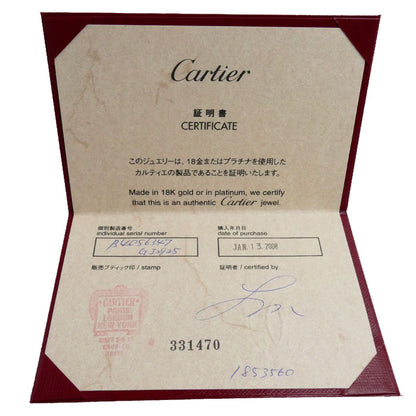 Cartier
証明書
CERTIFICATE
このジュエリーは、18金またはプラチナを使用した
カルティエの製品であることを証明いたします。
Made in 18K gold or in platinum, we certify
that this is an authentic Cartier jewel.
個別製造番号
individual serial number
購入年月日
date of purchase
JAN. 13. 2008
販売ブティック印 / stamp
証明者 / certified by
CARTIER
PARIS
LONDON
NEW-YORK
331470
1853560